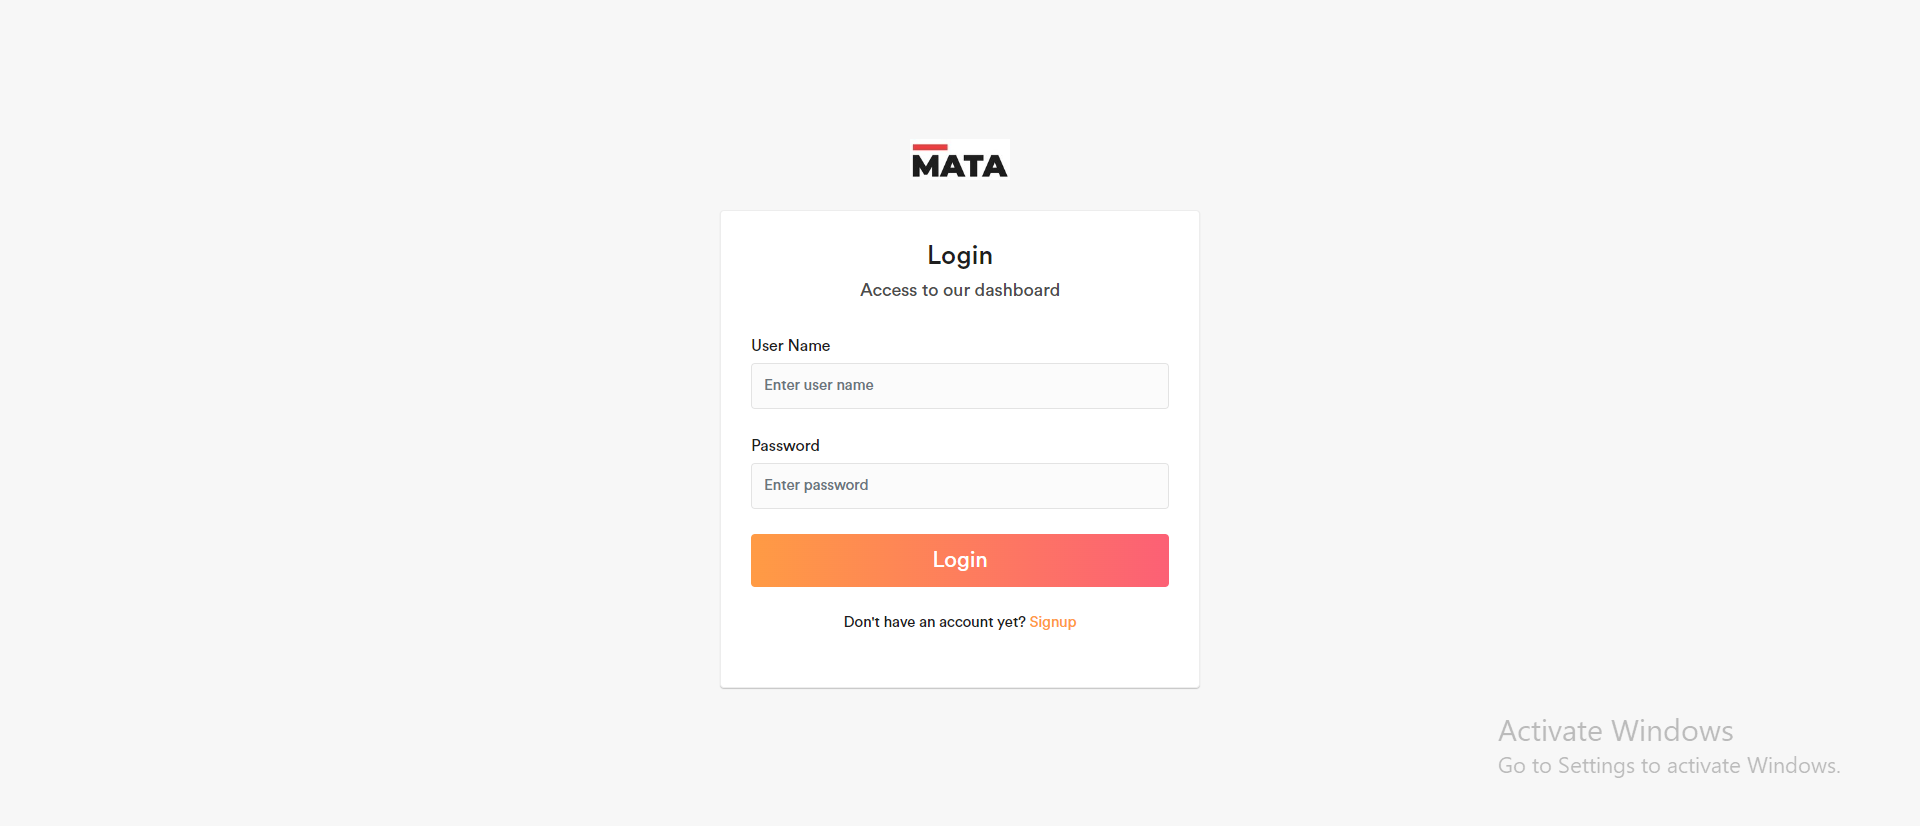 MATA
Login
Access to our dashboard
User Name
Enter user name
Password
Enter password
Login
Don't have an account yet? Signup
Activate Windows
Go to Settings to activate Windows.